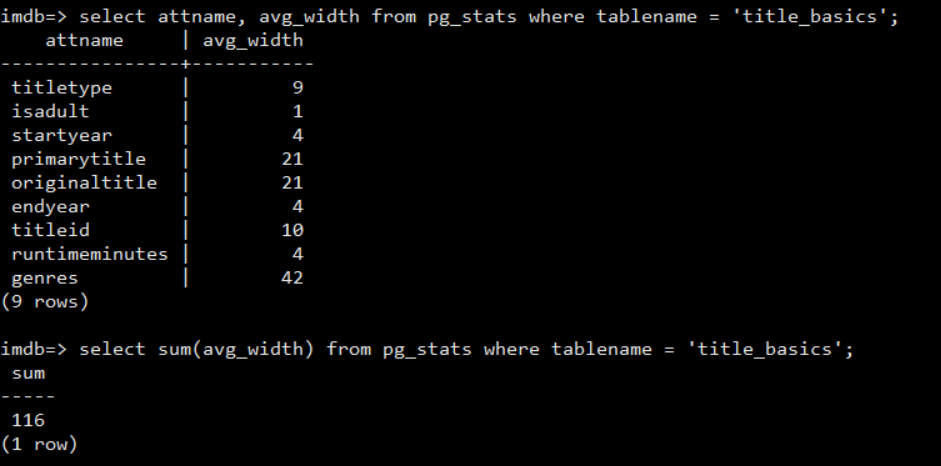 imdb=> select attname, avg_width from pg_stats where tablename = 'title_basics';
    attname     | avg_width
----------------+-----------
 titletype      |         9
 isadult        |         1
 startyear      |         4
 primarytitle   |        21
 originaltitle  |        21
 endyear        |         4
 titleid        |        10
 runtimeminutes |         4
 genres         |        42
(9 rows)

imdb=> select sum(avg_width) from pg_stats where tablename = 'title_basics';
 sum
-----
 116
(1 row)